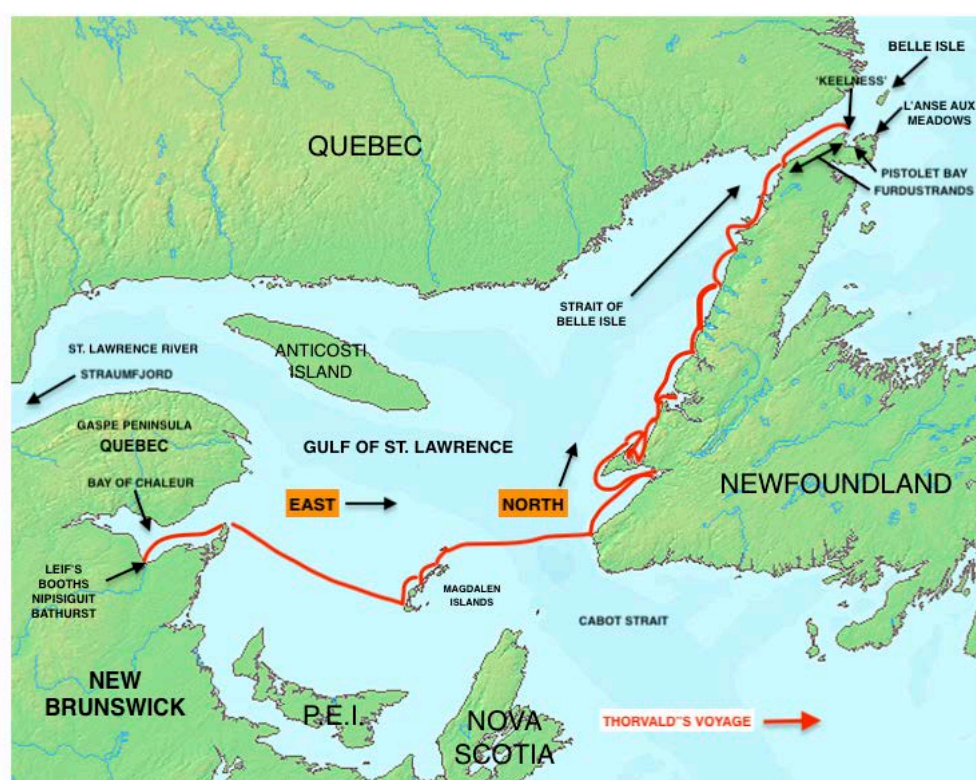 BELLE ISLE
'KEELNESS'
L'ANSE AUX
MEADOWS
QUEBEC
PISTOLET BAY
FURDUSTRANDS
STRAIT OF
BELLE ISLE
ST. LAWRENCE RIVER
ANTICOSTI
ISLAND
STRAUMFJORD
GASPE PENINSULA
QUEBEC
GULF OF ST. LAWRENCE
BAY OF CHALEUR
NEWFOUNDLAND
EAST
NORTH
LEIF'S
BOOTHS
NIPISIGUIT
BATHURST
MAGDALEN
ISLANDS
CABOT STRAIT
NEW
BRUNSWICK
P.E.I.
NOVA
SCOTIA
THORVALD"S VOYAGE